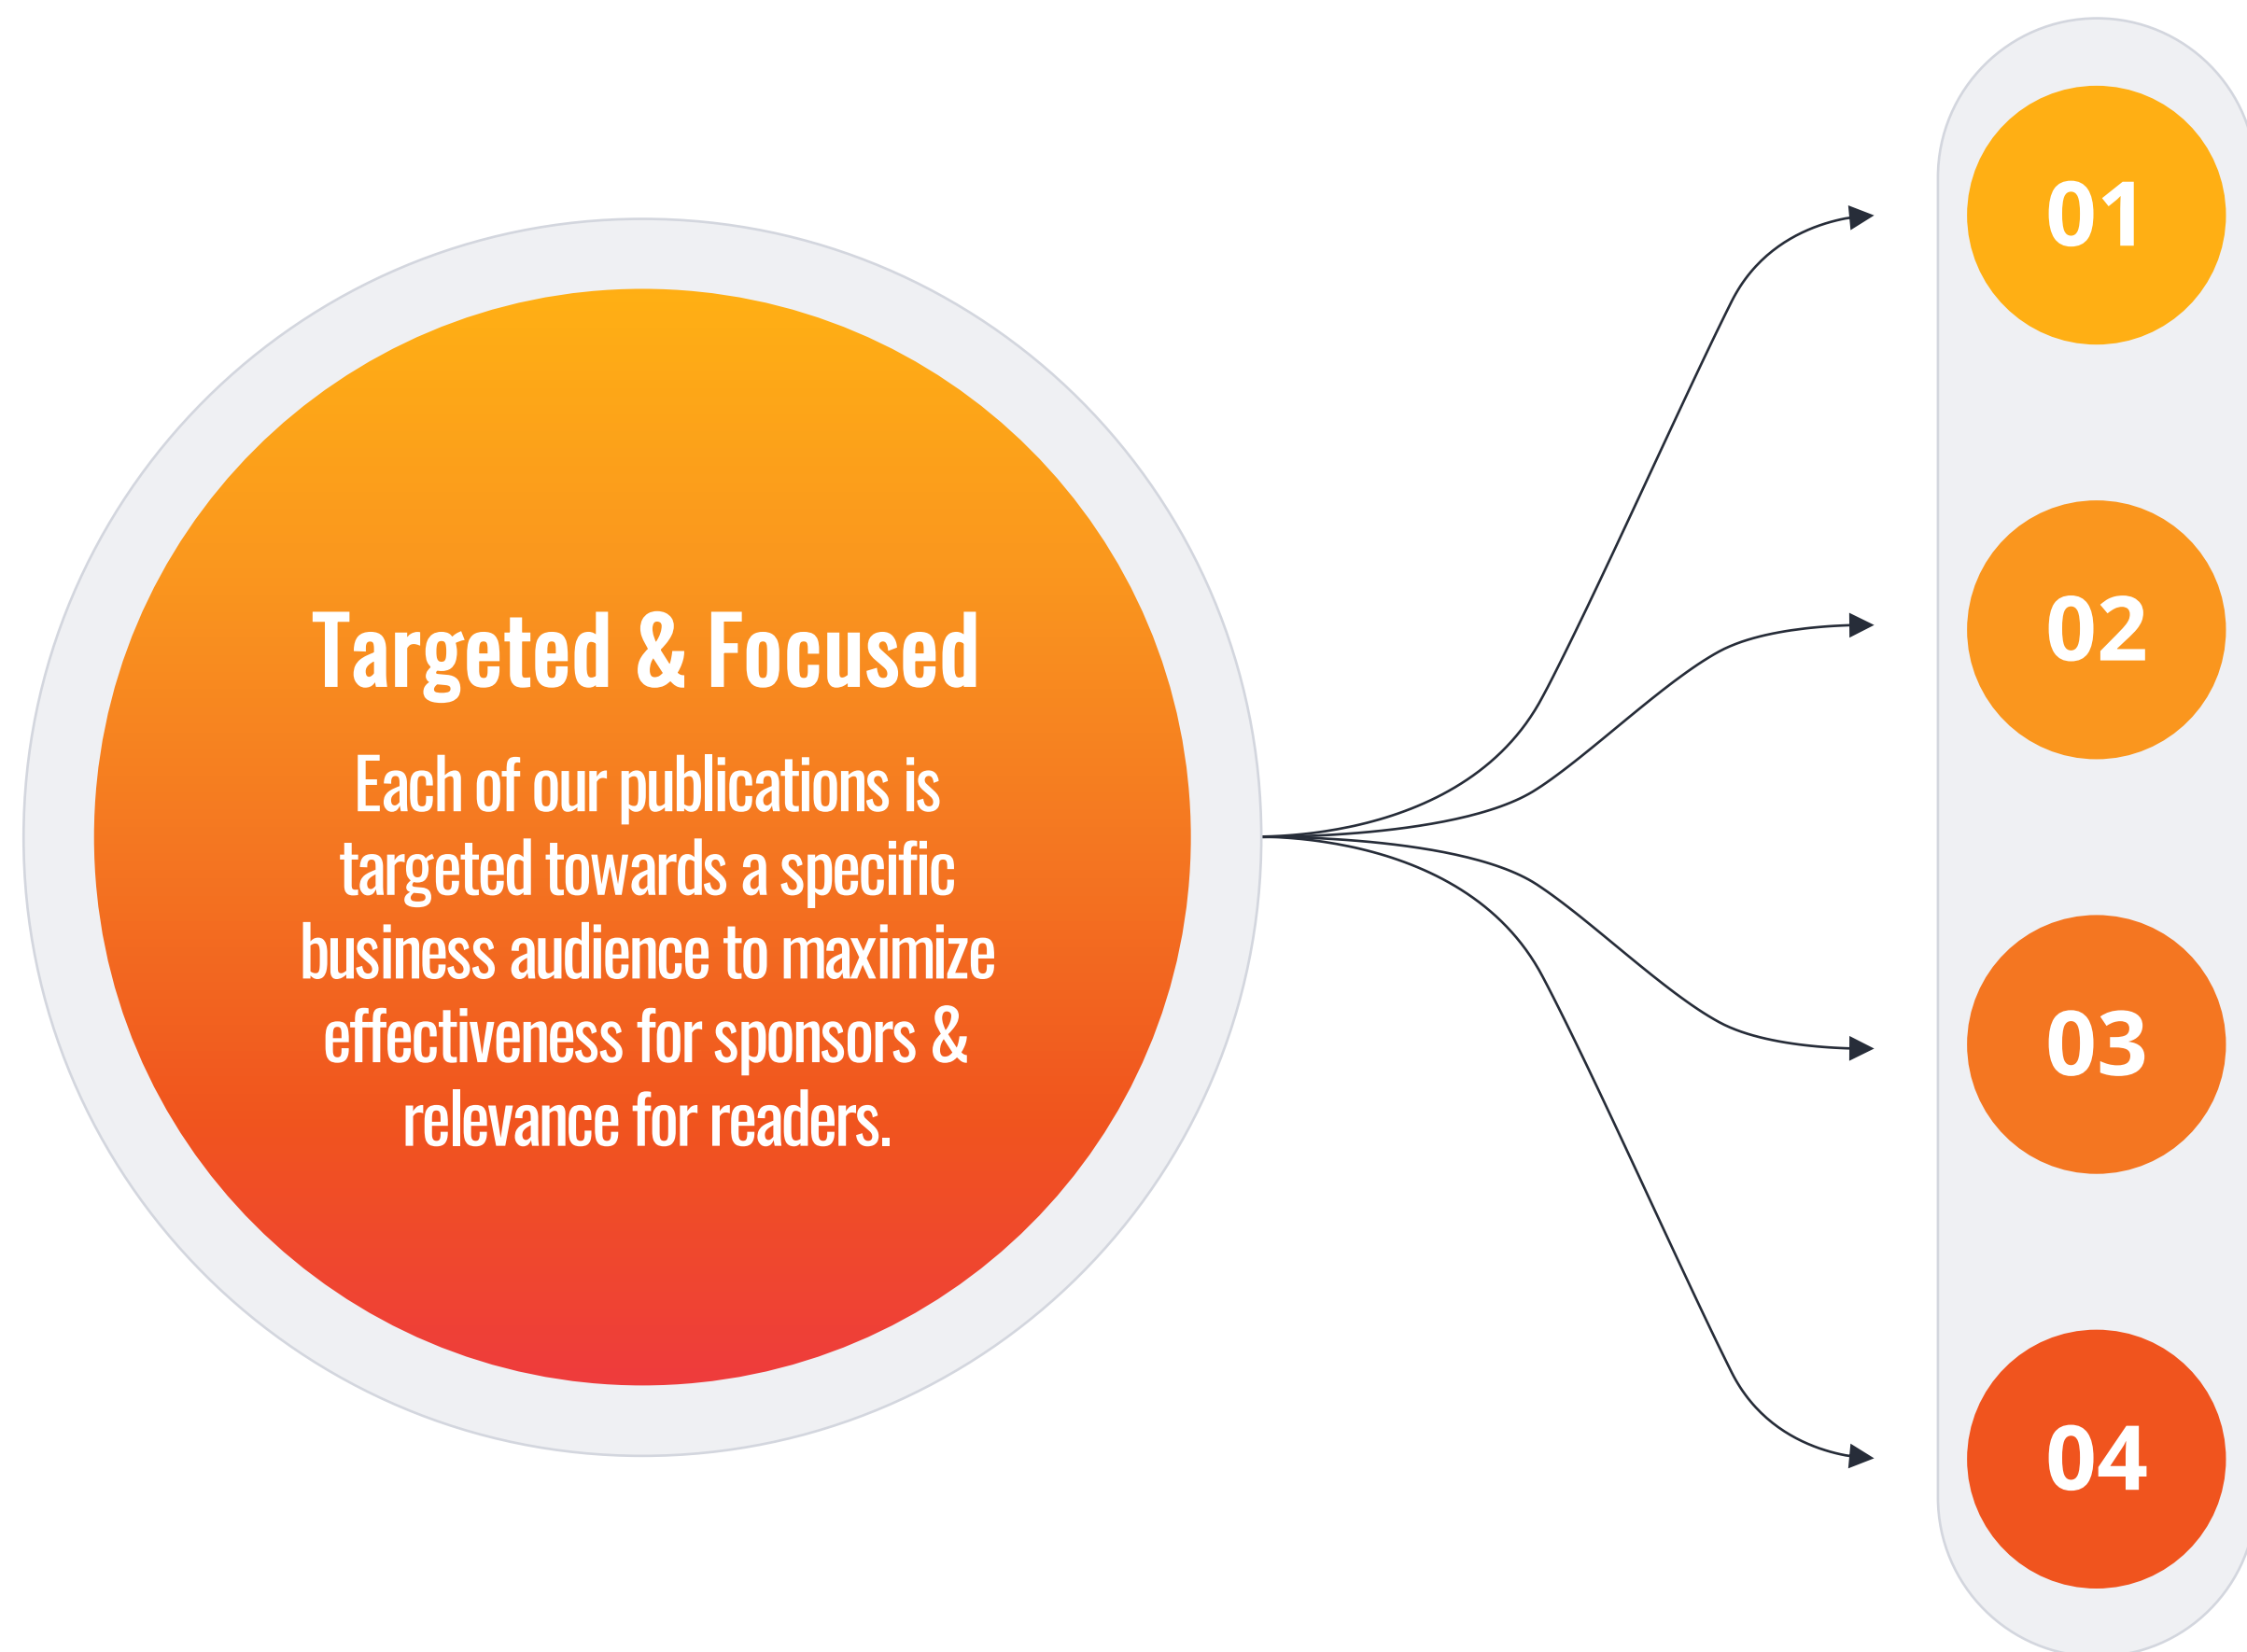 Targeted & Focused
Each of our publications is
targeted towards a specific
business audience to maximize
effectiveness for sponsors &
relevance for readers.
01
02
03
04